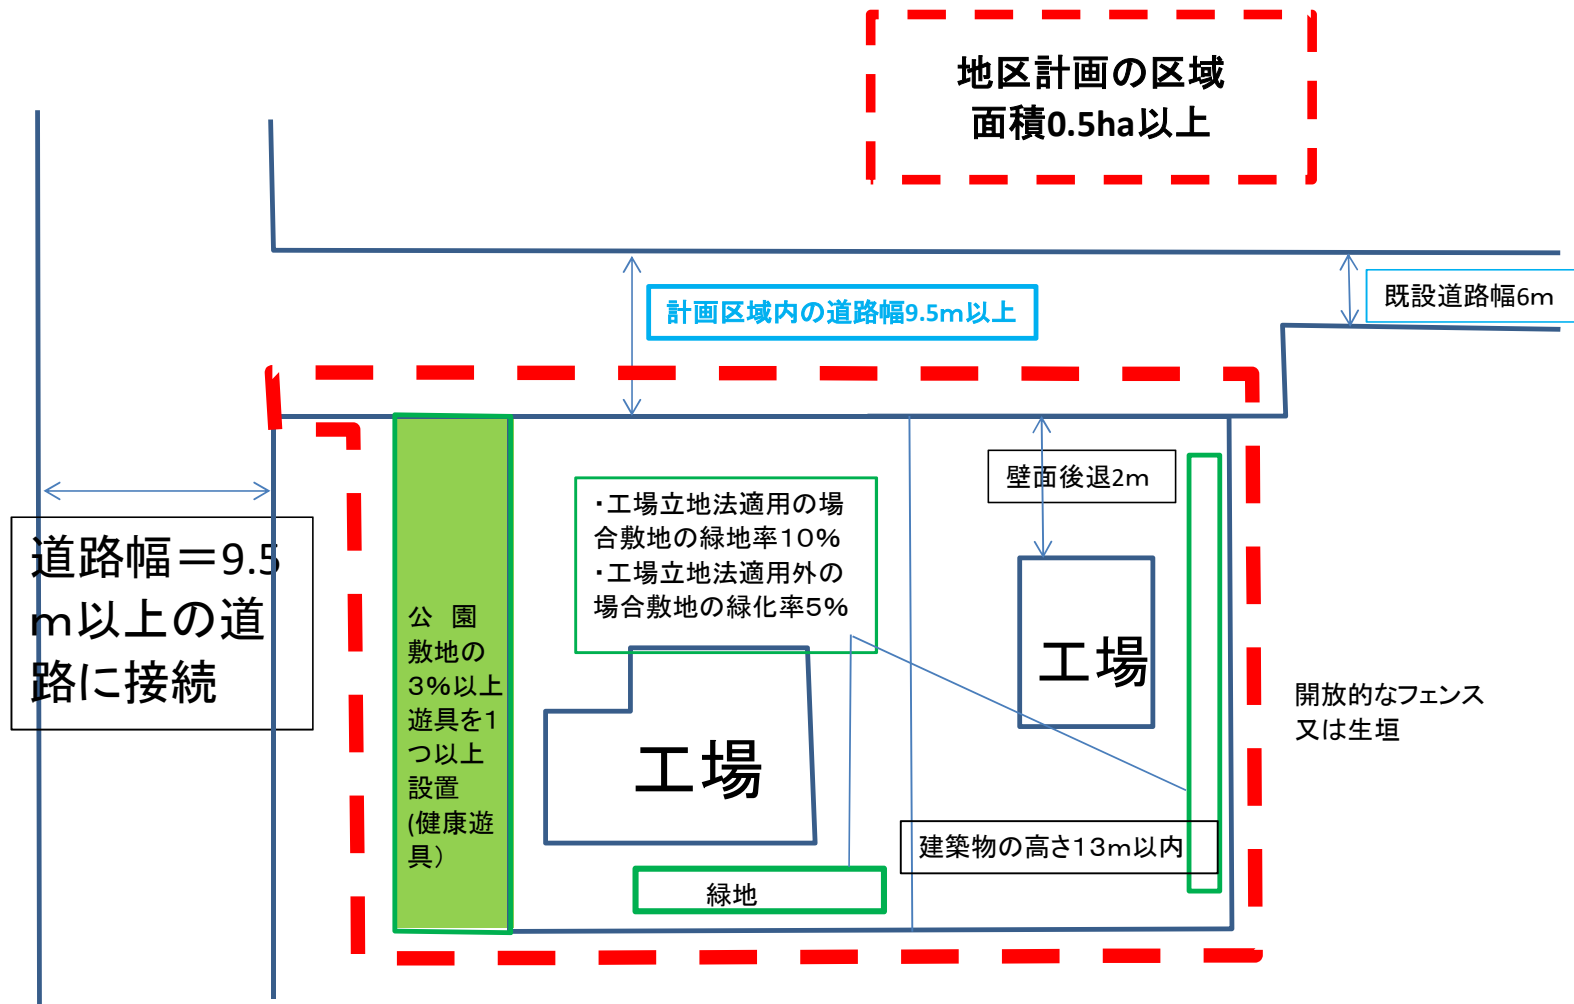 地区計画の区域
面積0.5ha以上
計画区域内の道路幅9.5m以上
既設道路幅6m
壁面後退2m
・工場立地法適用の場
合敷地の緑地率10%
・工場立地法適用外の
場合敷地の緑化率5%
道路幅=9.5
m以上の道
路に接続
公 園
敷地の
3%以上
遊具を1
つ以上
設置
(健康遊
具)
工場
工場
開放的なフェンス
又は生垣
建築物の高さ13m以内
緑地